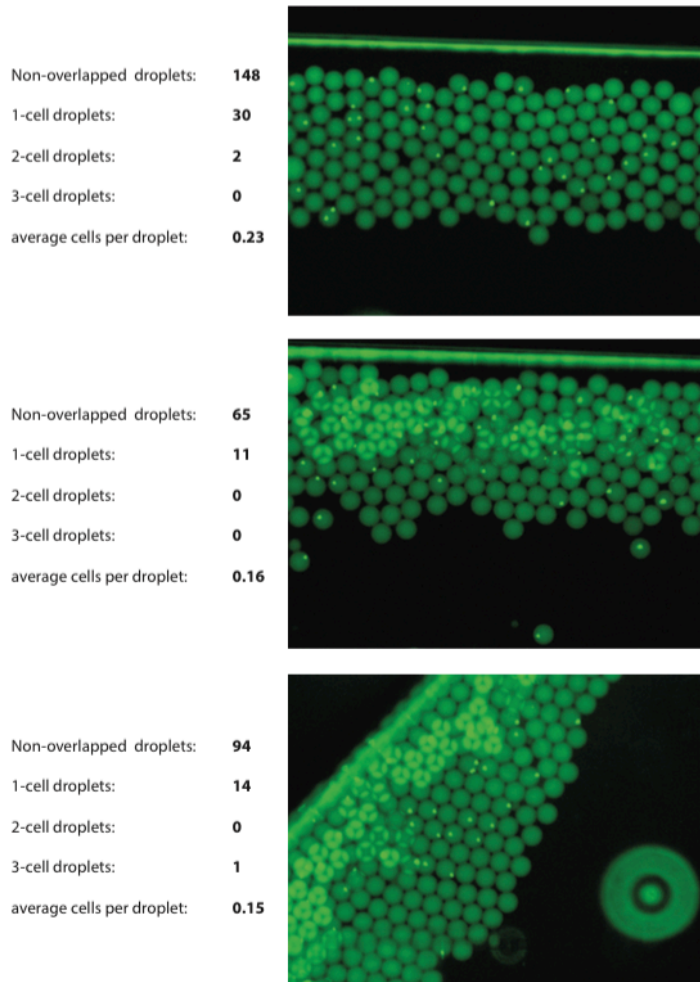 Non-overlapped droplets: 148
1-cell droplets: 30
2-cell droplets: 2
3-cell droplets: 0
average cells per droplet: 0.23
Non-overlapped droplets: 65
1-cell droplets: 11
2-cell droplets: 0
3-cell droplets: 0
average cells per droplet: 0.16
Non-overlapped droplets: 94
1-cell droplets: 14
2-cell droplets: 0
3-cell droplets: 1
average cells per droplet: 0.15